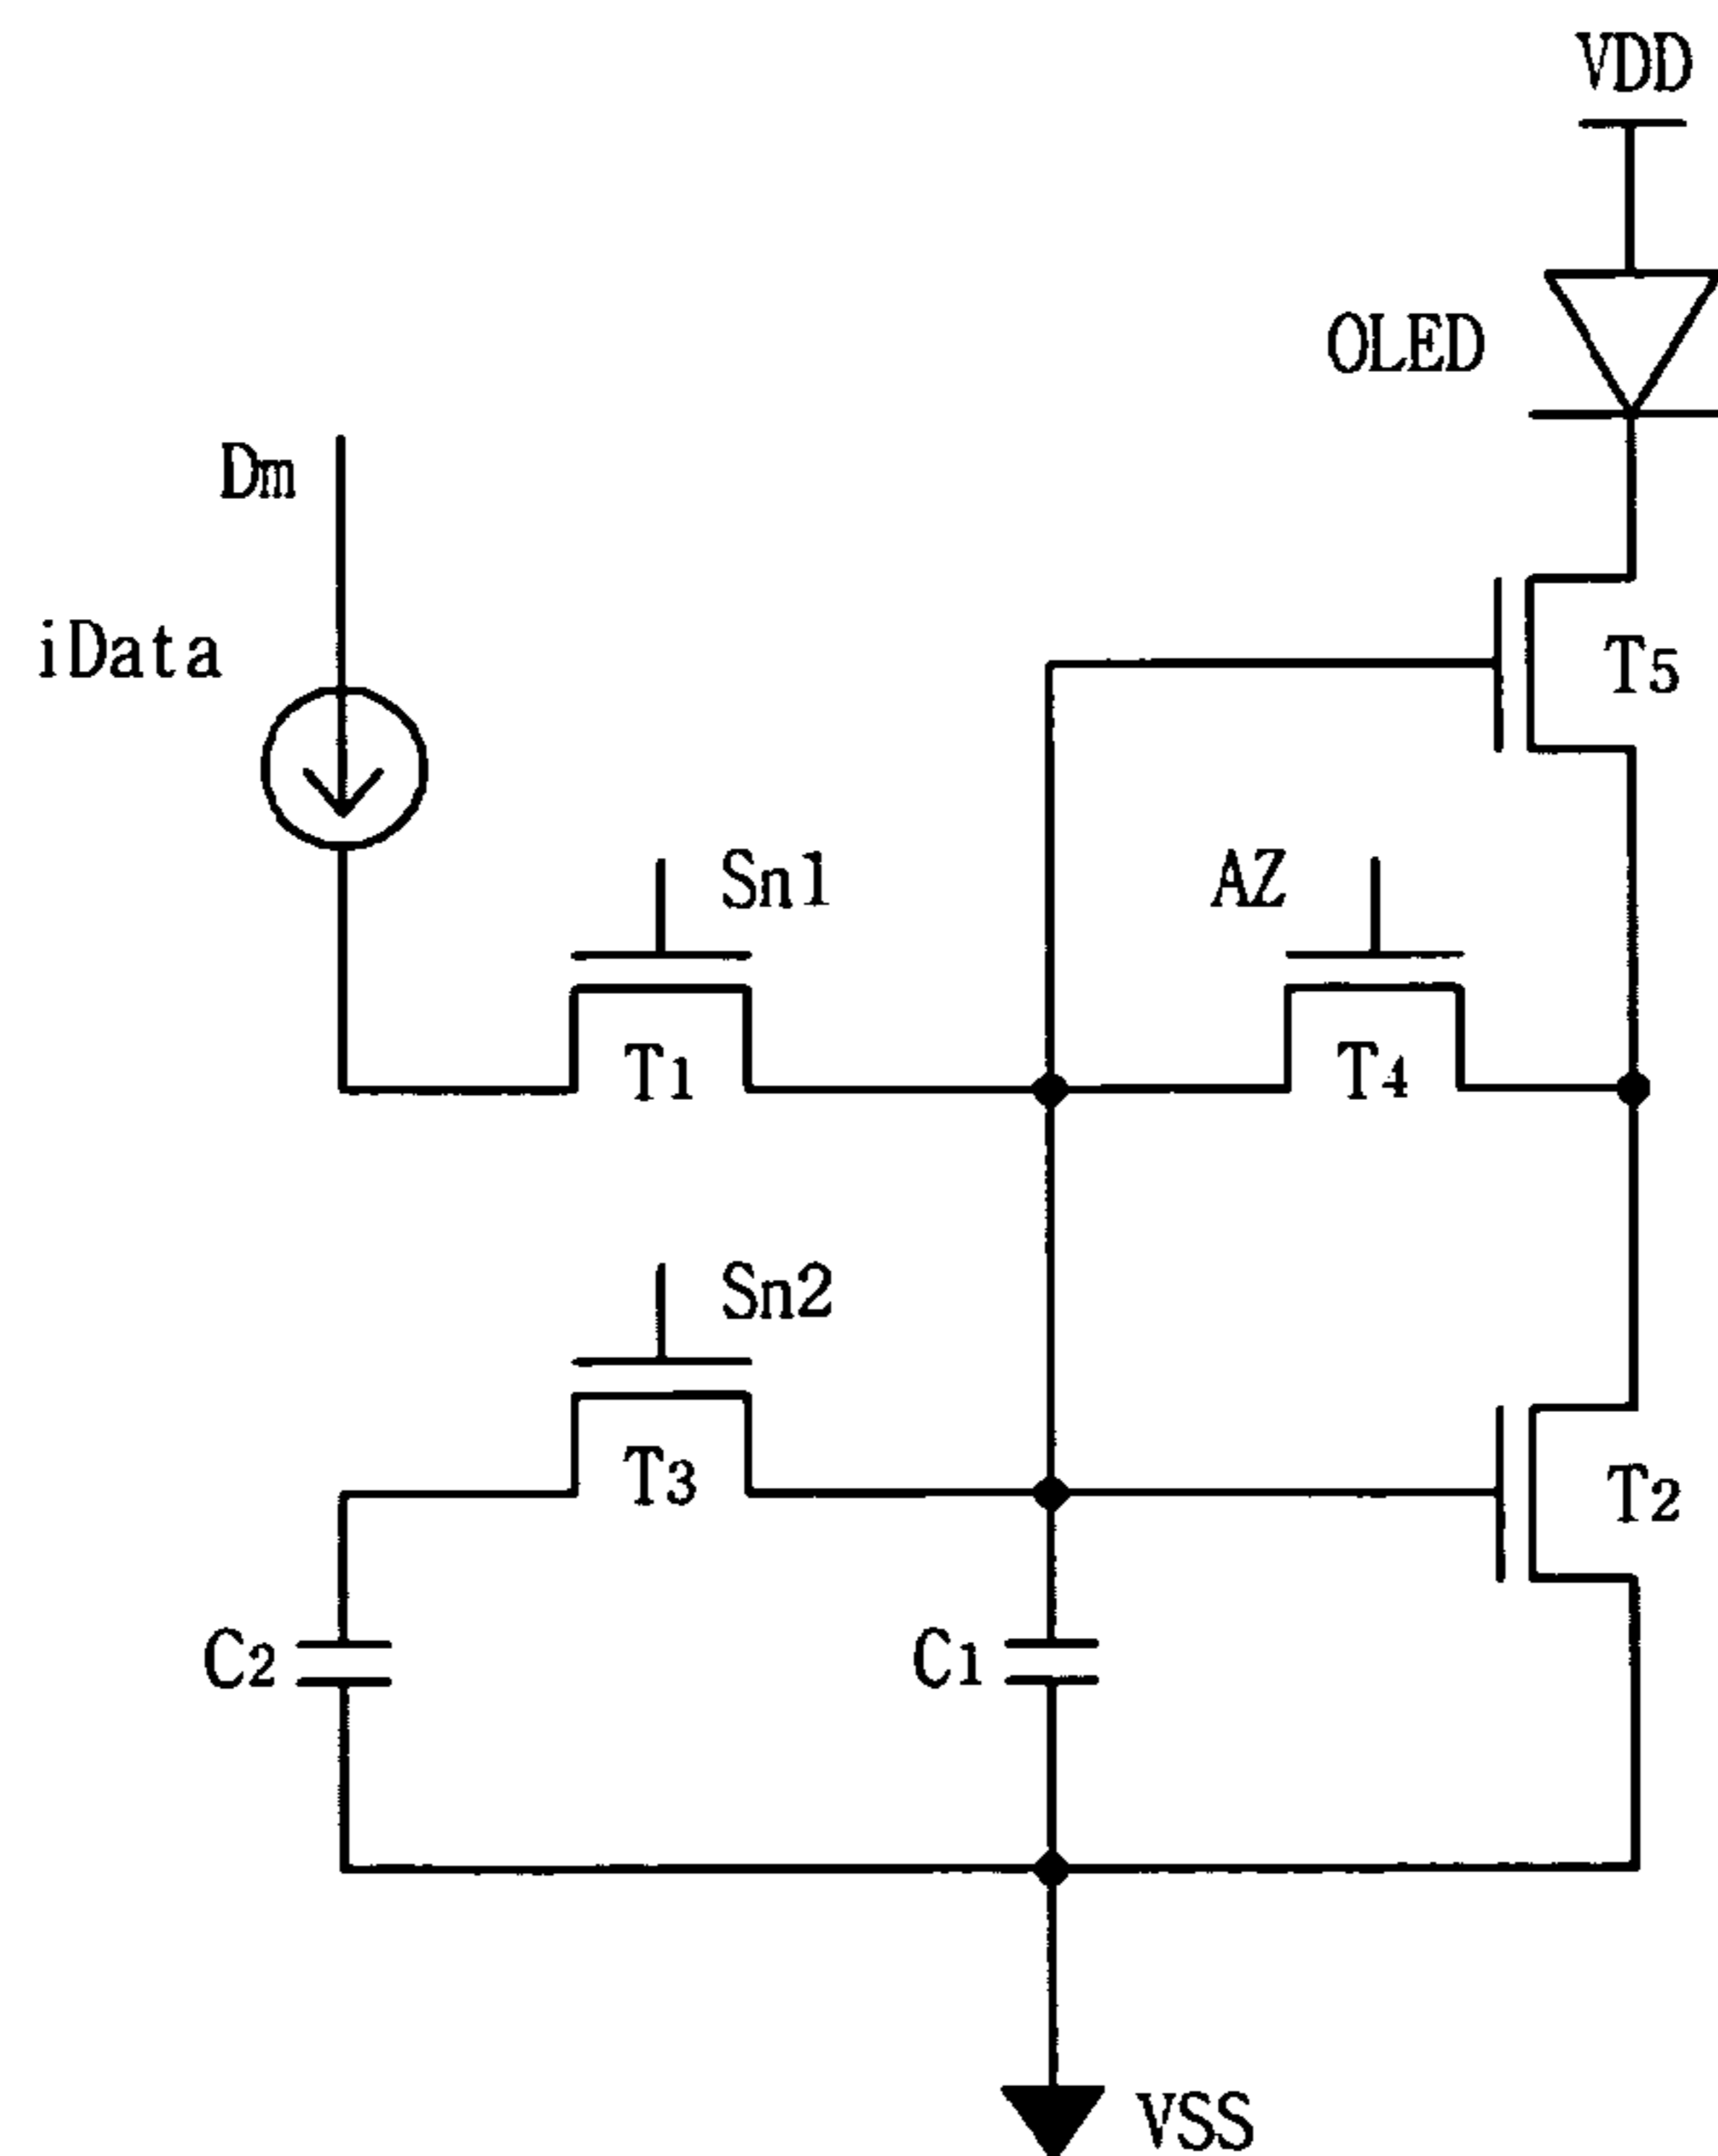 VDD
OLED
Dm
iData
T5
Sn1
AZ
T1
T4
Sn2
T3
T2
C2
C1
VSS